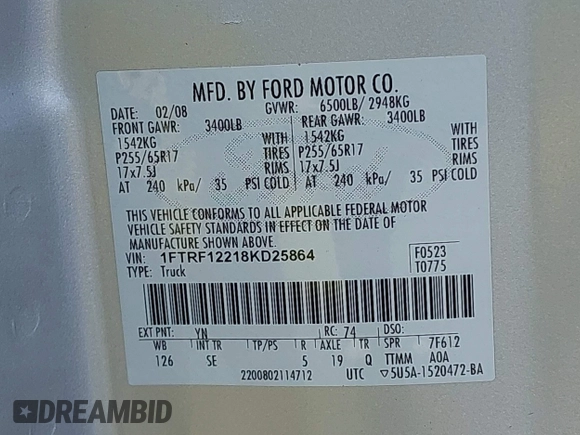 MFD. BY FORD MOTOR CO.
DATE: 02/08 GVWR: 6500LB/ 2948KG
FRONT GAWR: 3400LB REAR GAWR: 3400LB
1542KG WITH 1542KG WITH
P255/65R17 TIRES P255/65R17 TIRES
17x7.5J RIMS 17x7.5J RIMS
AT 240 kPa/ 35 PSI COLD AT 240 kPa/ 35 PSI COLD
THIS VEHICLE CONFORMS TO ALL APPLICABLE FEDERAL MOTOR
VEHICLE SAFETY STANDARDS IN EFFECT ON THE DATE OF
MANUFACTURE SHOWN ABOVE.
VIN: 1FTRF12218KD25864 F0523
TYPE: Truck T0775
EXT PNT: YN RC: 74 DSO:
WB INT TR TP/PS R AXLE TR SPR 7F612
126 SE 5 19 Q TTMM AOA
2200802114712 UTC ▽5U5A-1520472-BA
DREAMBID